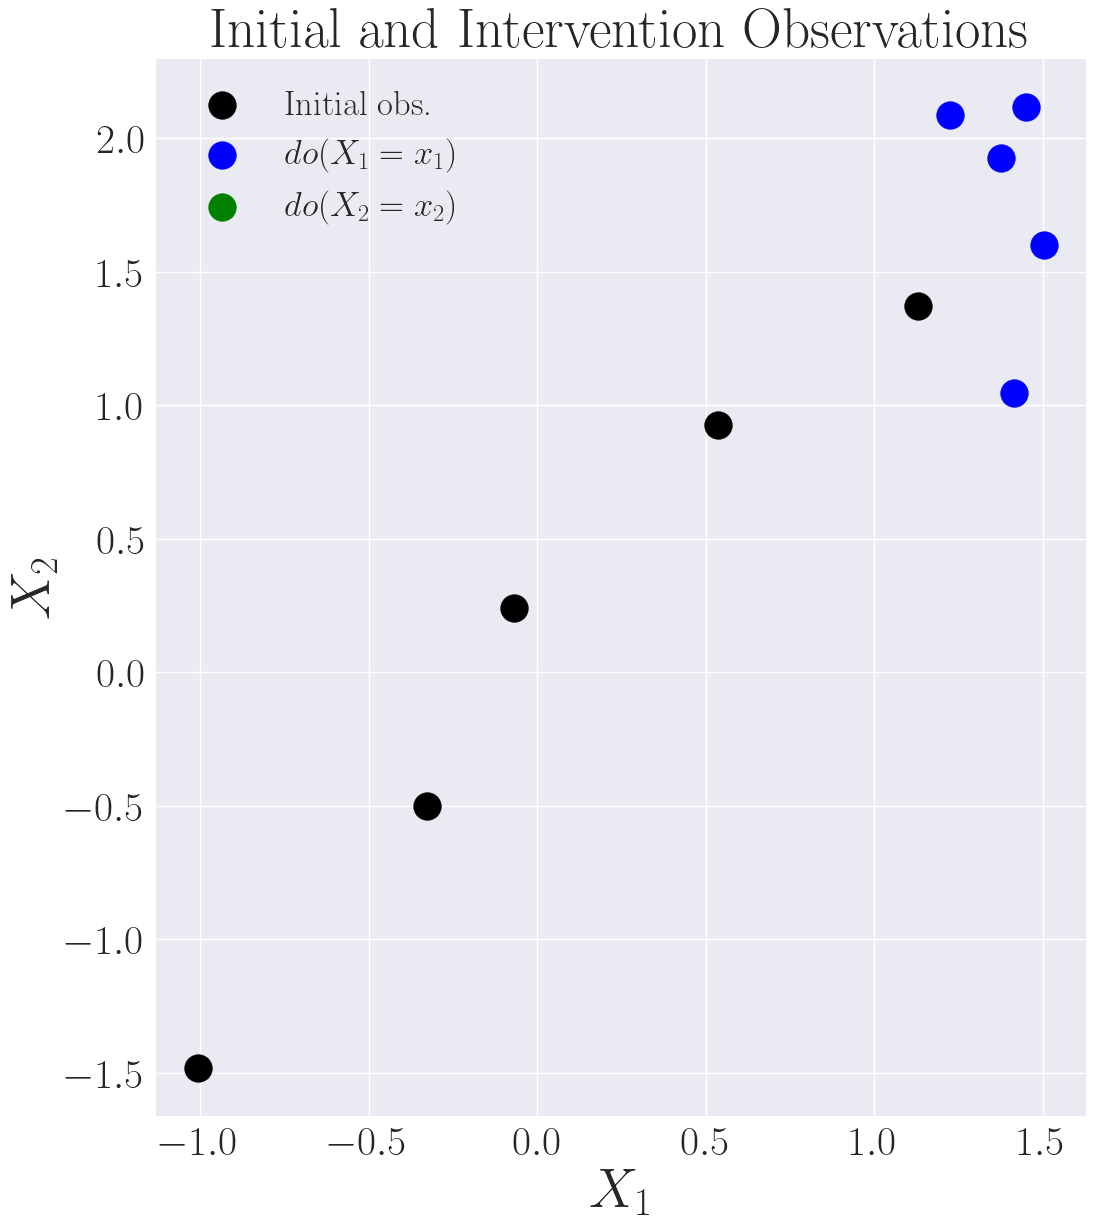 Initial and Intervention Observations
Initial obs.
do(X₁ = x₁)
do(X₂ = x₂)
2.0
1.5
1.0
0.5
0.0
−0.5
−1.0
−1.5
X₂
−1.0 −0.5 0.0 0.5 1.0 1.5
X₁